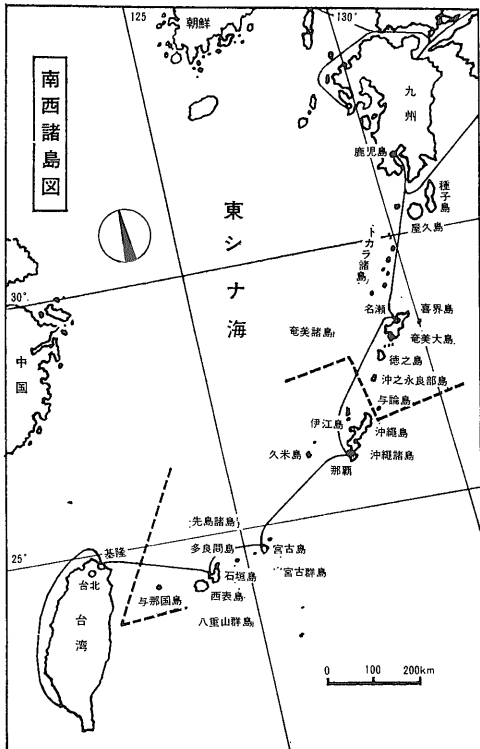 南西諸島図
125
130°
朝鮮
九州
鹿児島
種子島
屋久島
トカラ諸島
東シナ海
30°
中国
名瀬
喜界島
奄美諸島
奄美大島
徳之島
沖之永良部島
与論島
伊江島
沖縄島
久米島
沖縄諸島
那覇
先島諸島
25°
基隆
多良間島
宮古島
宮古群島
台北
石垣島
与那国島
西表島
台湾
八重山群島
0 100 200km